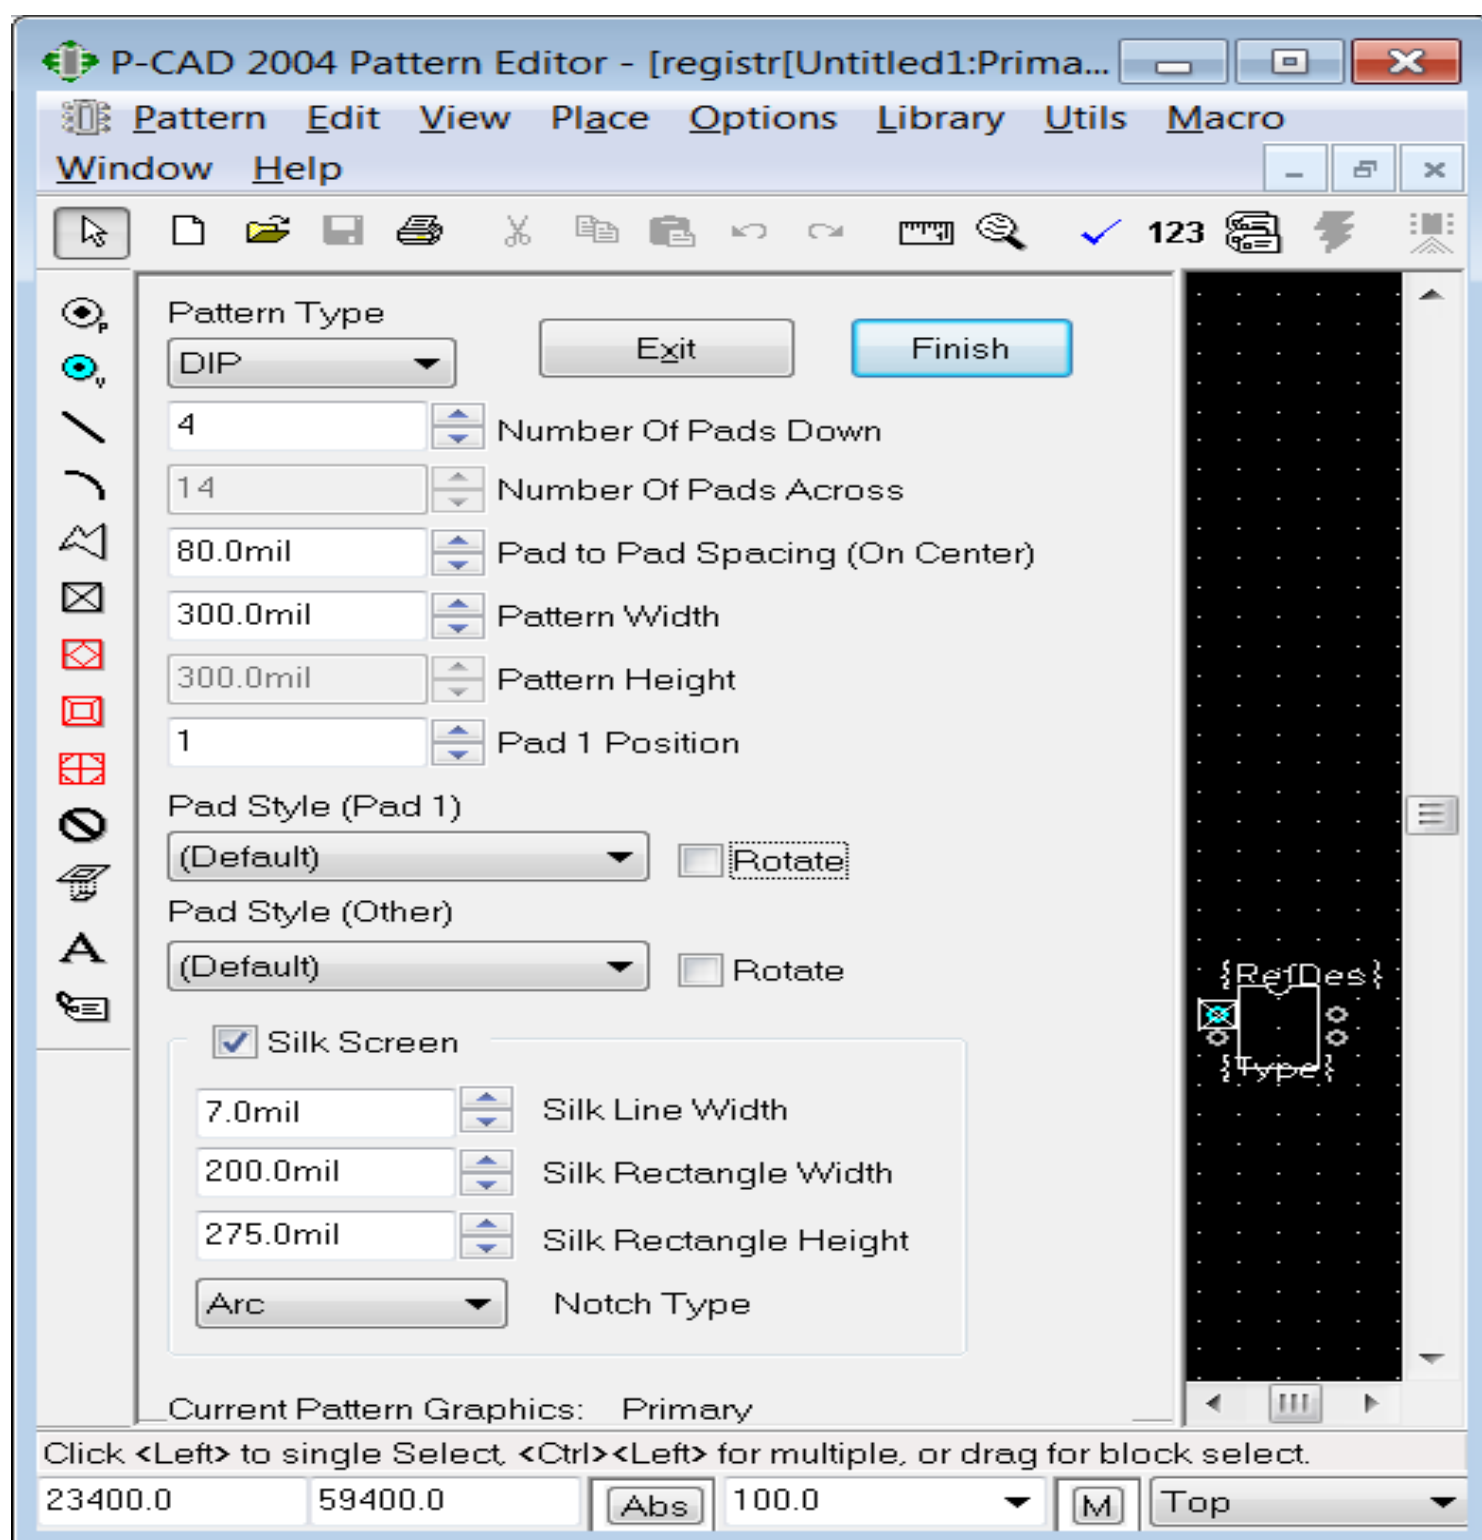 P-CAD 2004 Pattern Editor - [registr[Untitled1:Prima...
Pattern Edit View Place Options Library Utils Macro
Window Help
123
Pattern Type
DIP
Exit
Finish
4 Number Of Pads Down
14 Number Of Pads Across
80.0mil Pad to Pad Spacing (On Center)
300.0mil Pattern Width
300.0mil Pattern Height
1 Pad 1 Position
Pad Style (Pad 1)
(Default) Rotate
Pad Style (Other)
(Default) Rotate
Silk Screen
7.0mil Silk Line Width
200.0mil Silk Rectangle Width
275.0mil Silk Rectangle Height
Arc Notch Type
Current Pattern Graphics: Primary
{RefDes}
{Type}
Click <Left> to single Select, <Ctrl><Left> for multiple, or drag for block select.
23400.0 59400.0 Abs 100.0 M Top